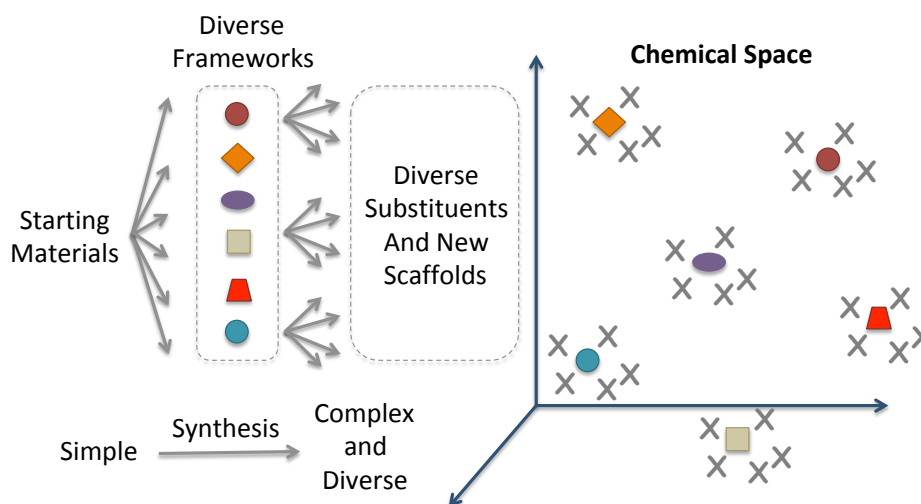 Diverse
Frameworks
Chemical Space
Starting
Materials
Diverse
Substituents
And New
Scaffolds
Simple
Synthesis
Complex
and
Diverse